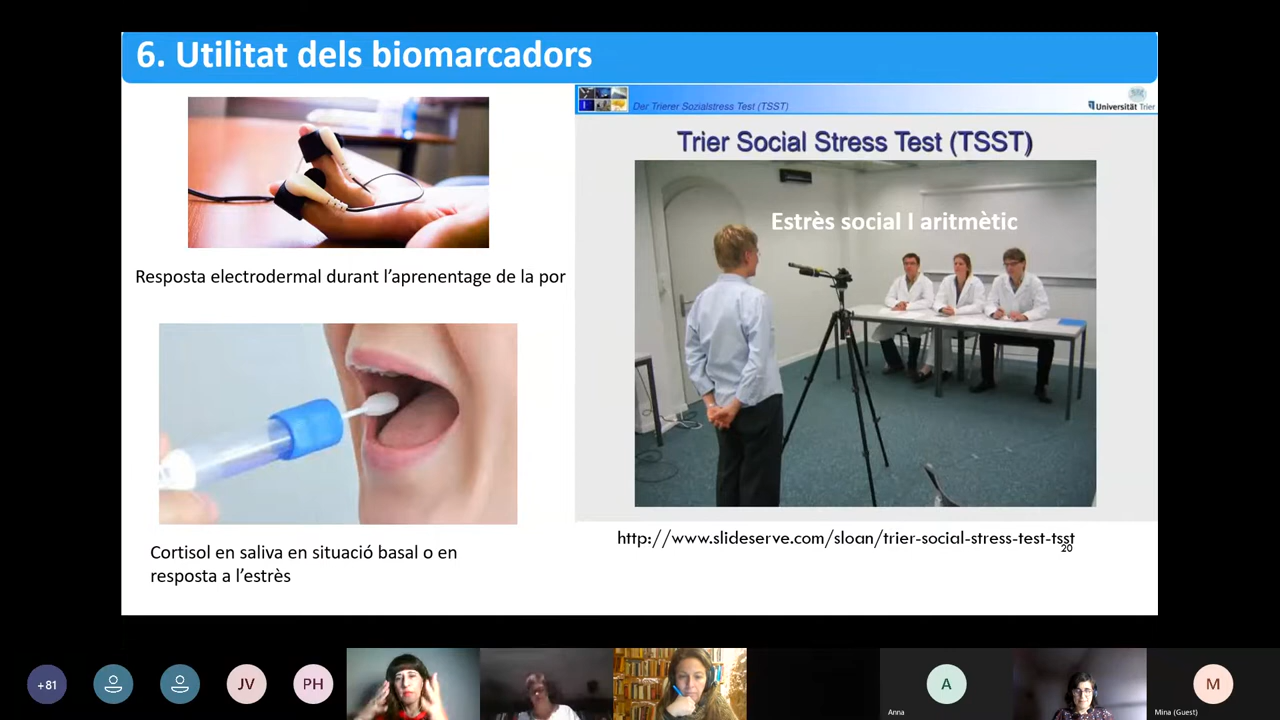 6. Utilitat dels biomarcadors
Der Trierer Sozialstress Test (TSST)
Universität Trier
Trier Social Stress Test (TSST)
Estrès social I aritmètic
Resposta electrodermal durant l’aprenentage de la por
Cortisol en saliva en situació basal o en
resposta a l’estrès
http://www.slideserve.com/sloan/trier-social-stress-test-tsst
20
+81
JV
PH
A
Anna
M
Mina (Guest)